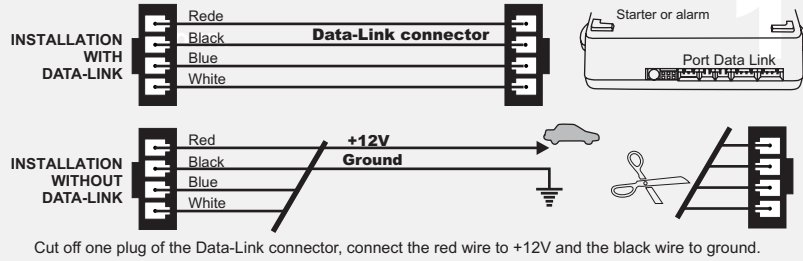 INSTALLATION
WITH
DATA-LINK
Rede
Black
Blue
White
Data-Link connector
Starter or alarm
1
Port Data Link
INSTALLATION
WITHOUT
DATA-LINK
Red
Black
Blue
White
+12V
Ground
Cut off one plug of the Data-Link connector, connect the red wire to +12V and the black wire to ground.